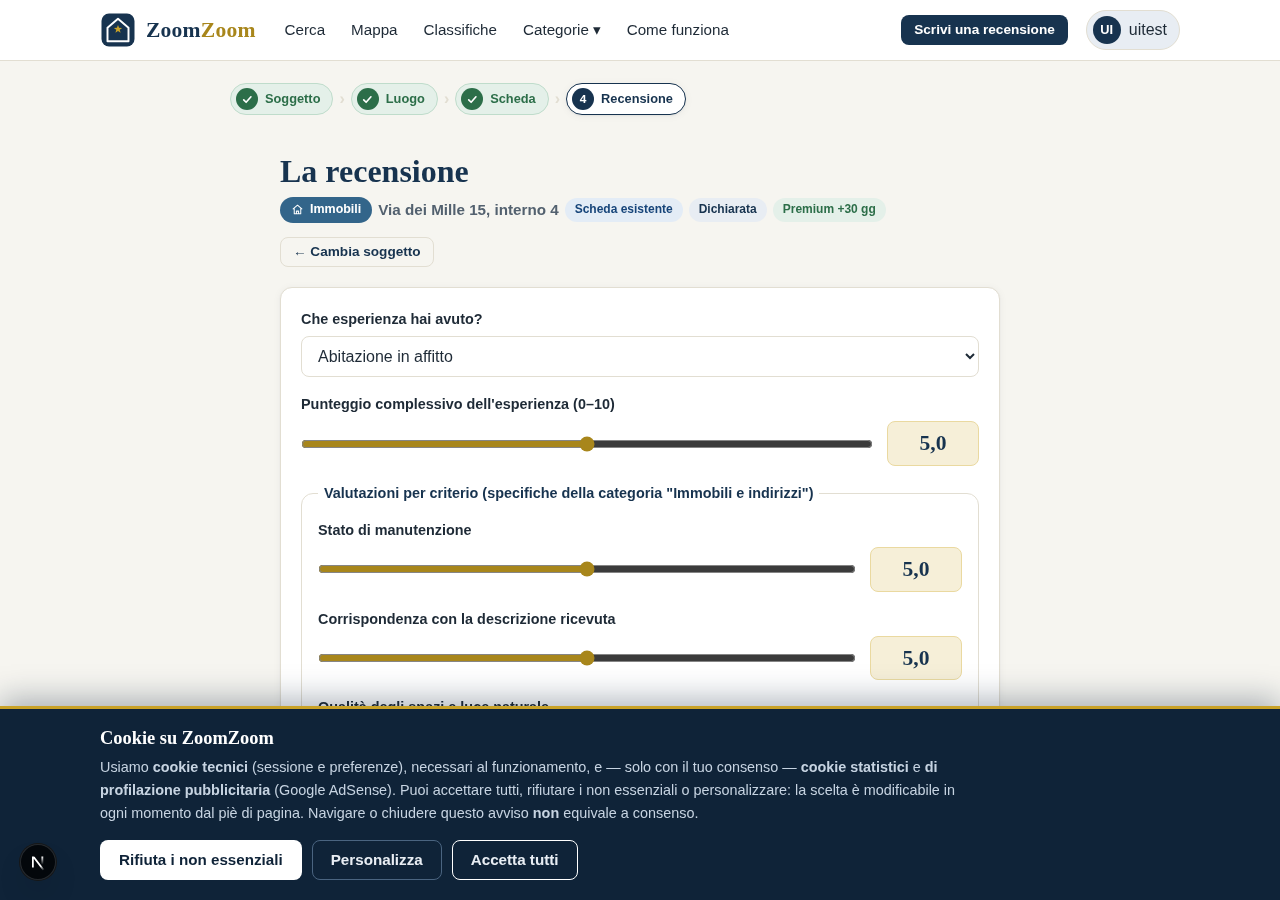 ZoomZoom
Cerca
Mappa
Classifiche
Categorie ▾
Come funziona
Scrivi una recensione
UI
uitest
Soggetto
›
Luogo
›
Scheda
›
4
Recensione
La recensione
Immobili
Via dei Mille 15, interno 4
Scheda esistente
Dichiarata
Premium +30 gg
← Cambia soggetto
Che esperienza hai avuto?
Abitazione in affitto
Punteggio complessivo dell'esperienza (0–10)
5,0
Valutazioni per criterio (specifiche della categoria "Immobili e indirizzi")
Stato di manutenzione
5,0
Corrispondenza con la descrizione ricevuta
5,0
Qualità degli spazi e luce naturale
Cookie su ZoomZoom
Usiamo cookie tecnici (sessione e preferenze), necessari al funzionamento, e — solo con il tuo consenso — cookie statistici e di
profilazione pubblicitaria (Google AdSense). Puoi accettare tutti, rifiutare i non essenziali o personalizzare: la scelta è modificabile in
ogni momento dal piè di pagina. Navigare o chiudere questo avviso non equivale a consenso.
Rifiuta i non essenziali
Personalizza
Accetta tutti
N